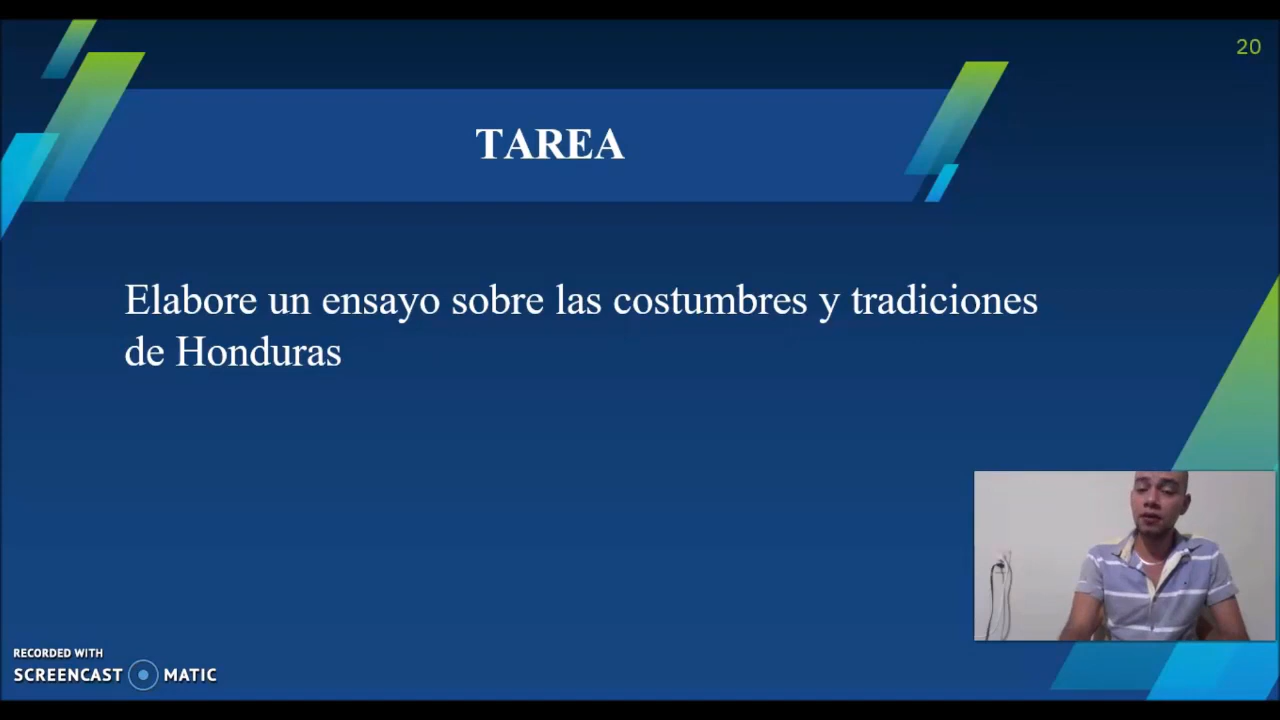 20
TAREA
Elabore un ensayo sobre las costumbres y tradiciones
de Honduras
RECORDED WITH
SCREENCAST MATIC